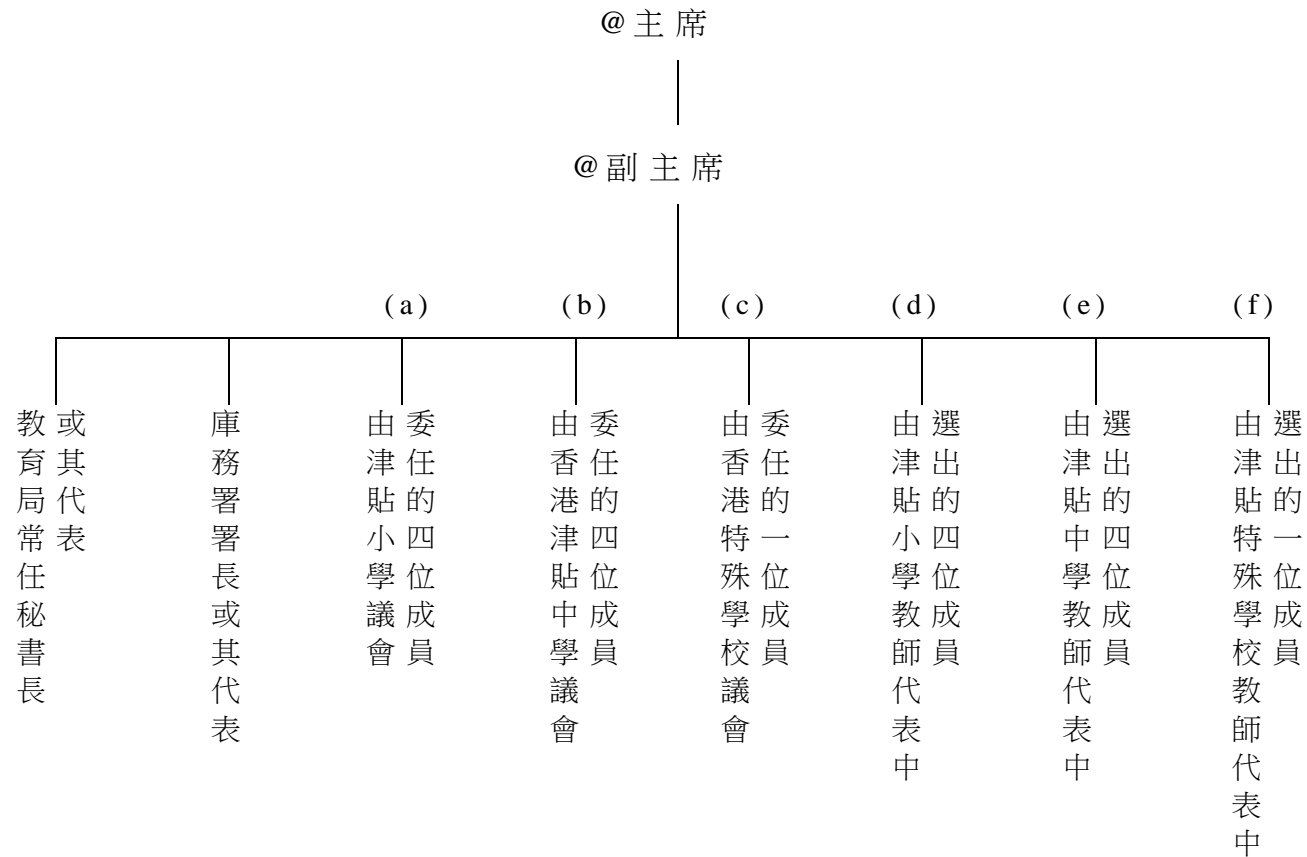 @主席
@副主席
(a)
(b)
(c)
(d)
(e)
(f)
教育局常任秘書長
或其代表
庫務署署長或其代表
由津貼小學議會
委任的四位成員
由香港津貼中學議會
委任的四位成員
由香港特殊學校議會
委任的一位成員
由津貼小學教師代表中
選出的四位成員
由津貼中學教師代表中
選出的四位成員
由津貼特殊學校教師代表中
選出的一位成員